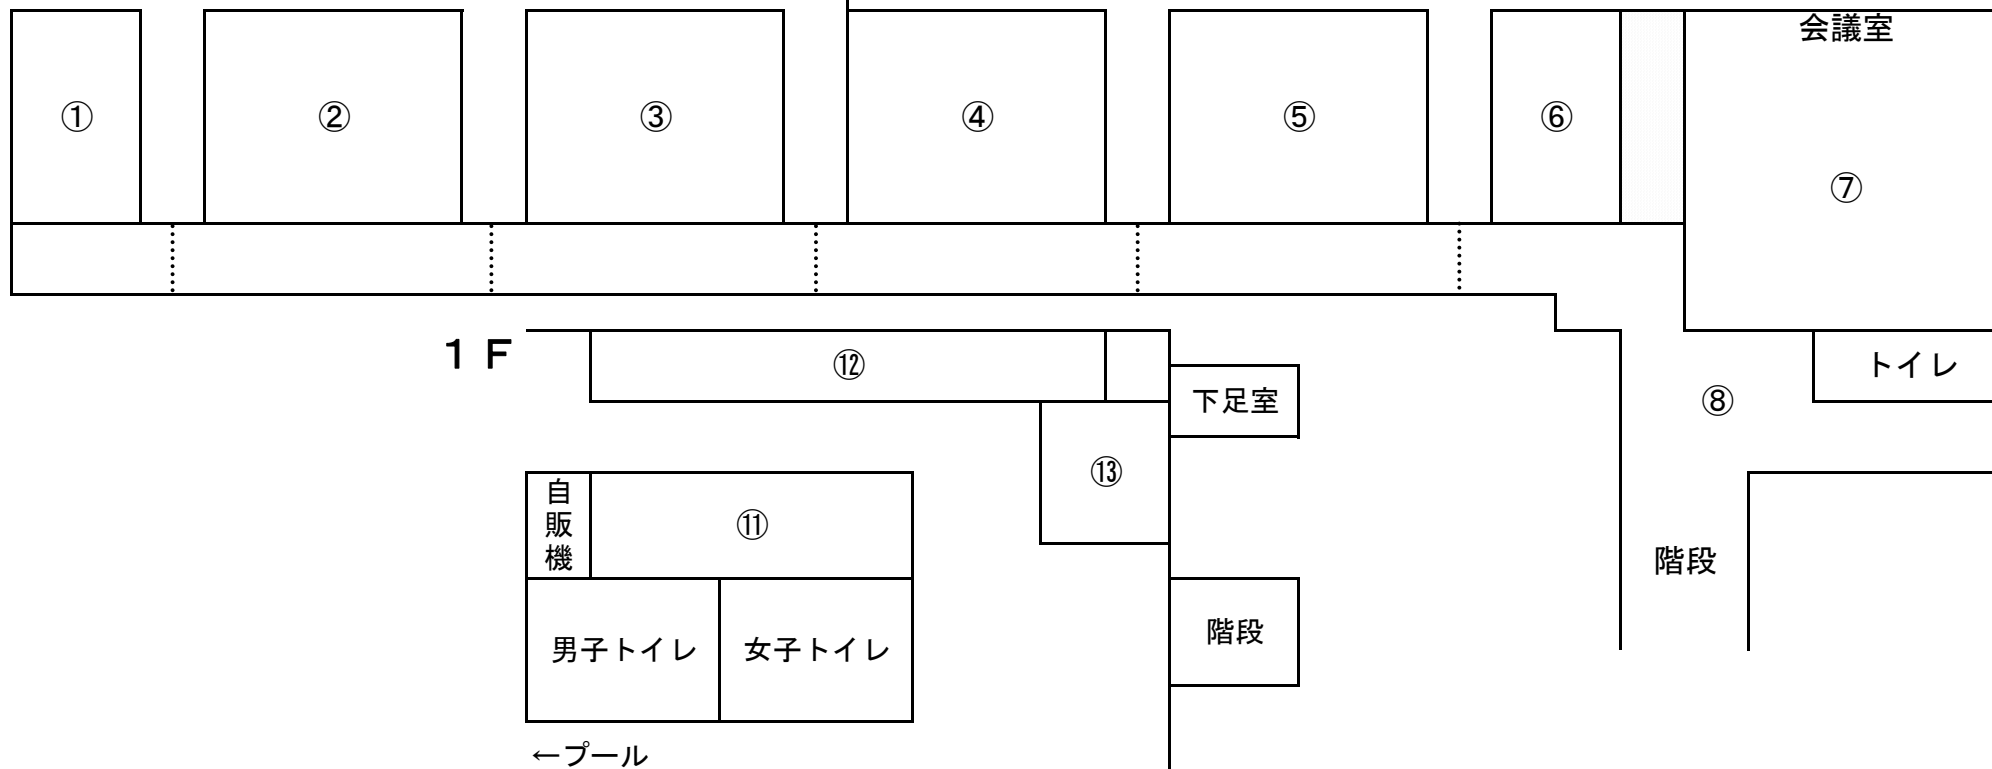 会議室
①
②
③
④
⑤
⑥
⑦
１Ｆ
⑫
トイレ
下足室
⑧
⑬
自販機
⑪
階段
階段
男子トイレ
女子トイレ
←プール